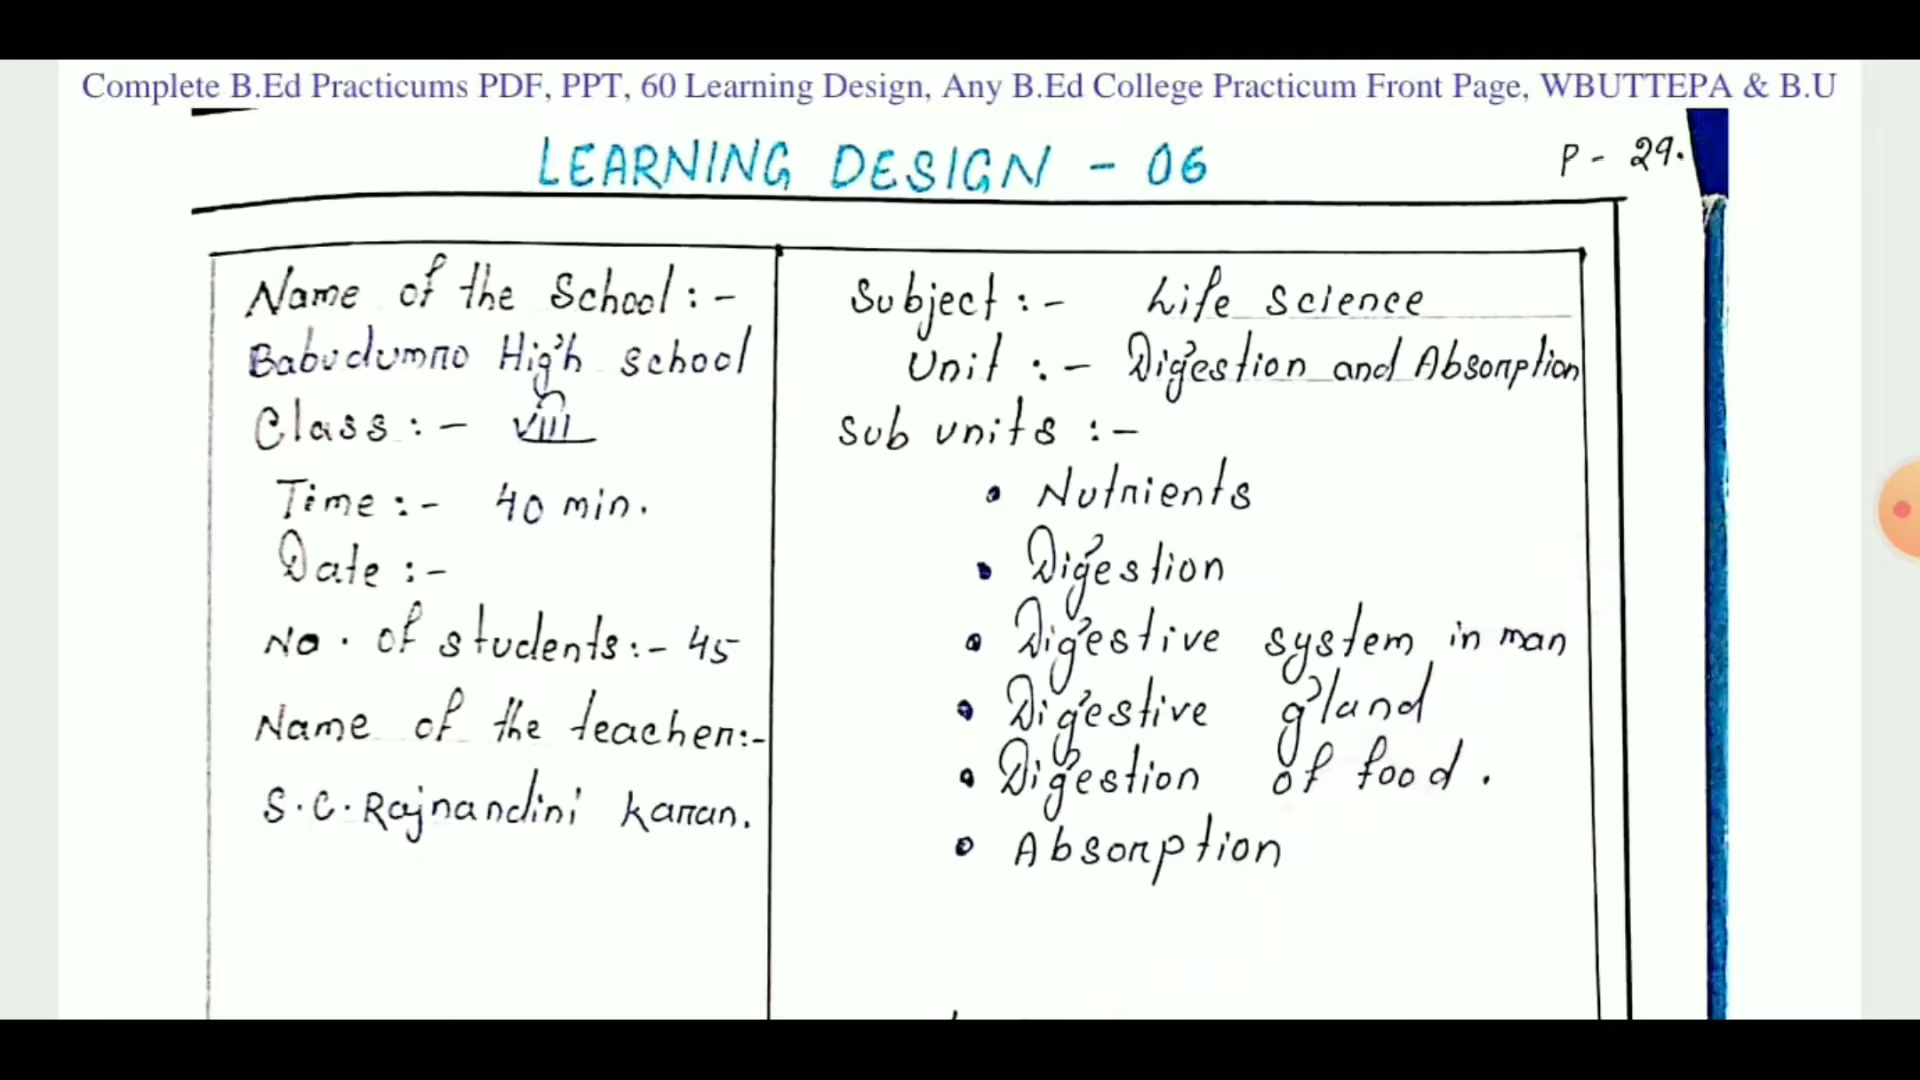 Complete B.Ed Practicums PDF, PPT, 60 Learning Design, Any B.Ed College Practicum Front Page, WBUTTEPA & B.U
LEARNING DESIGN - 06
P - 29.
Name of the School :-
Babudumro High school
Class :- VIII
Time :- 40 min.
Date :-
No. of students :- 45
Name of the teacher :-
S.C. Rajnandini Karan.
Subject :- Life science
Unit :- Digestion and Absorption
Sub units :-
• Nutrients
• Digestion
• Digestive system in man
• Digestive gland
• Digestion of food.
• Absorption